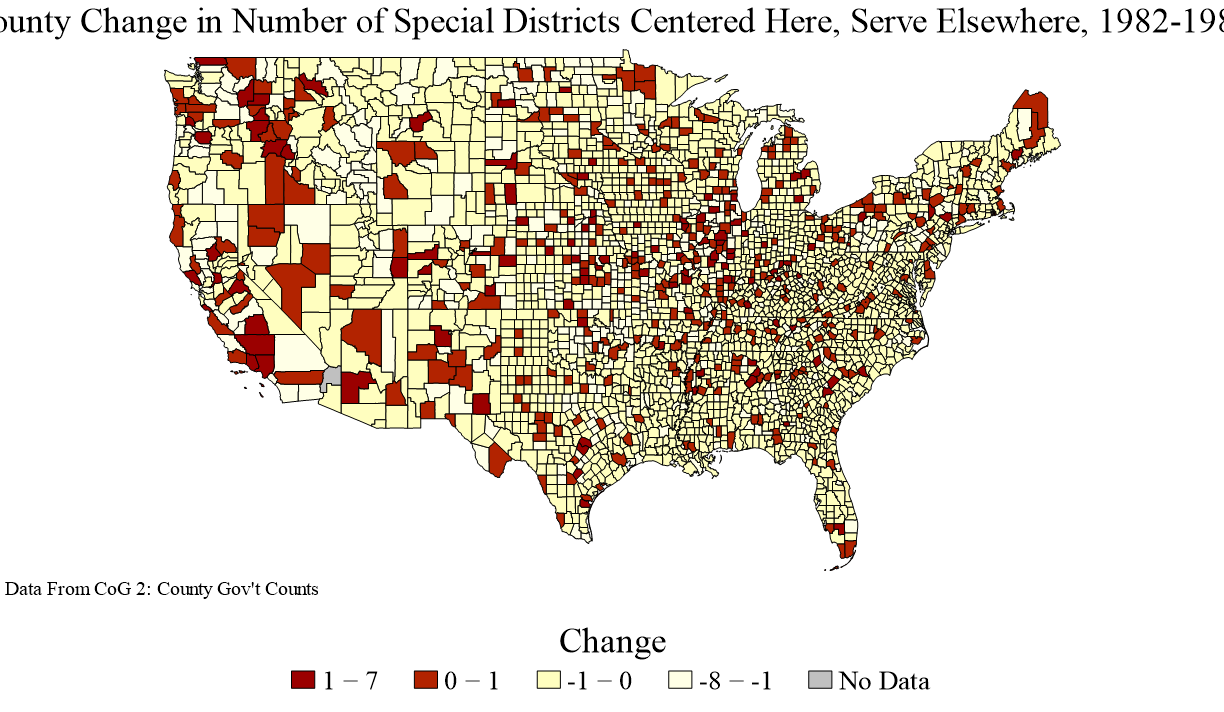 ounty Change in Number of Special Districts Centered Here, Serve Elsewhere, 1982-198
Data From CoG 2: County Gov't Counts
Change
1 − 7
0 − 1
-1 − 0
-8 − -1
No Data